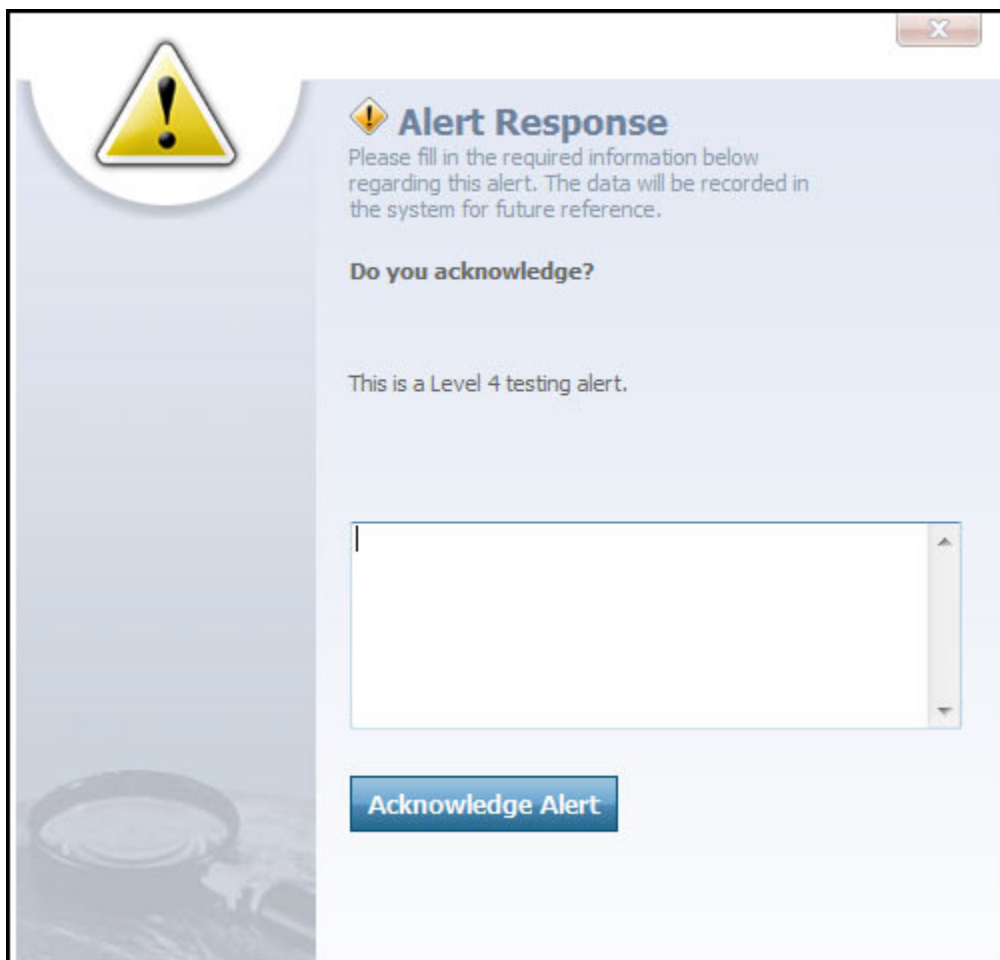 Alert Response
Please fill in the required information below
regarding this alert. The data will be recorded in
the system for future reference.
Do you acknowledge?
This is a Level 4 testing alert.
Acknowledge Alert